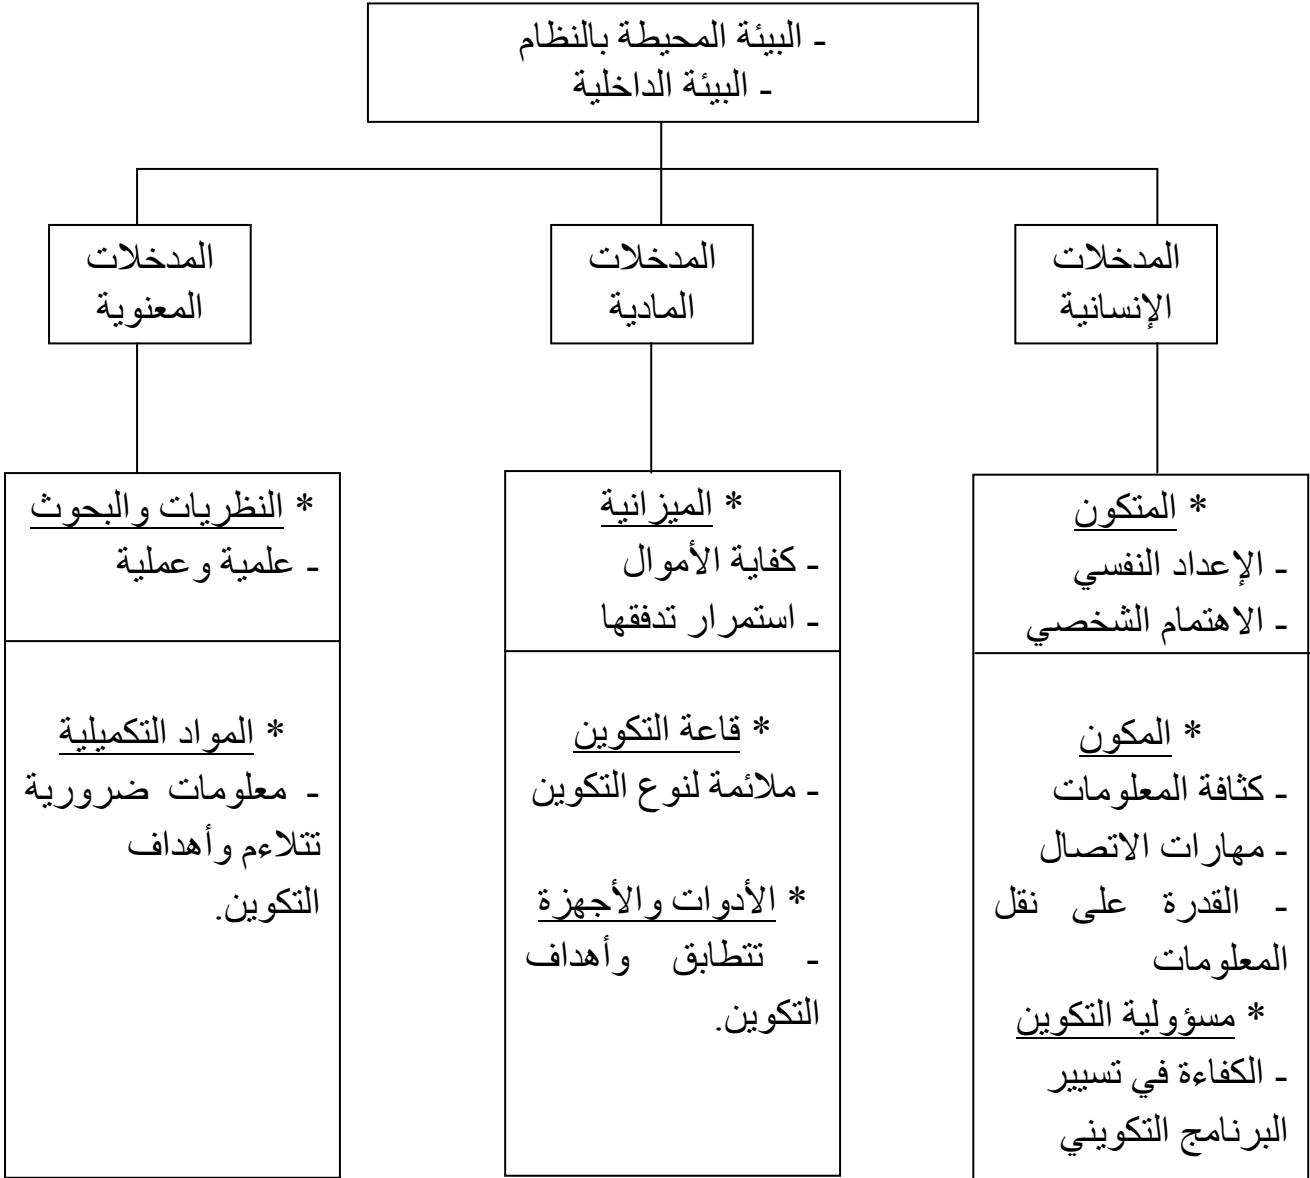 - البيئة المحيطة بالنظام
- البيئة الداخلية
المدخلات
الإنسانية
المدخلات
المادية
المدخلات
المعنوية
* المتكون
- الإعداد النفسي
- الاهتمام الشخصي
* المكون
- كثافة المعلومات
- مهارات الاتصال
- القدرة على نقل
المعلومات
* مسؤولية التكوين
- الكفاءة في تسيير
البرنامج التكويني
* الميزانية
- كفاية الأموال
- استمرار تدفقها
* قاعة التكوين
- ملائمة لنوع التكوين
* الأدوات والأجهزة
- تتطابق وأهداف
التكوين.
* النظريات والبحوث
- علمية وعملية
* المواد التكميلية
- معلومات ضرورية
تتلاءم وأهداف
التكوين.